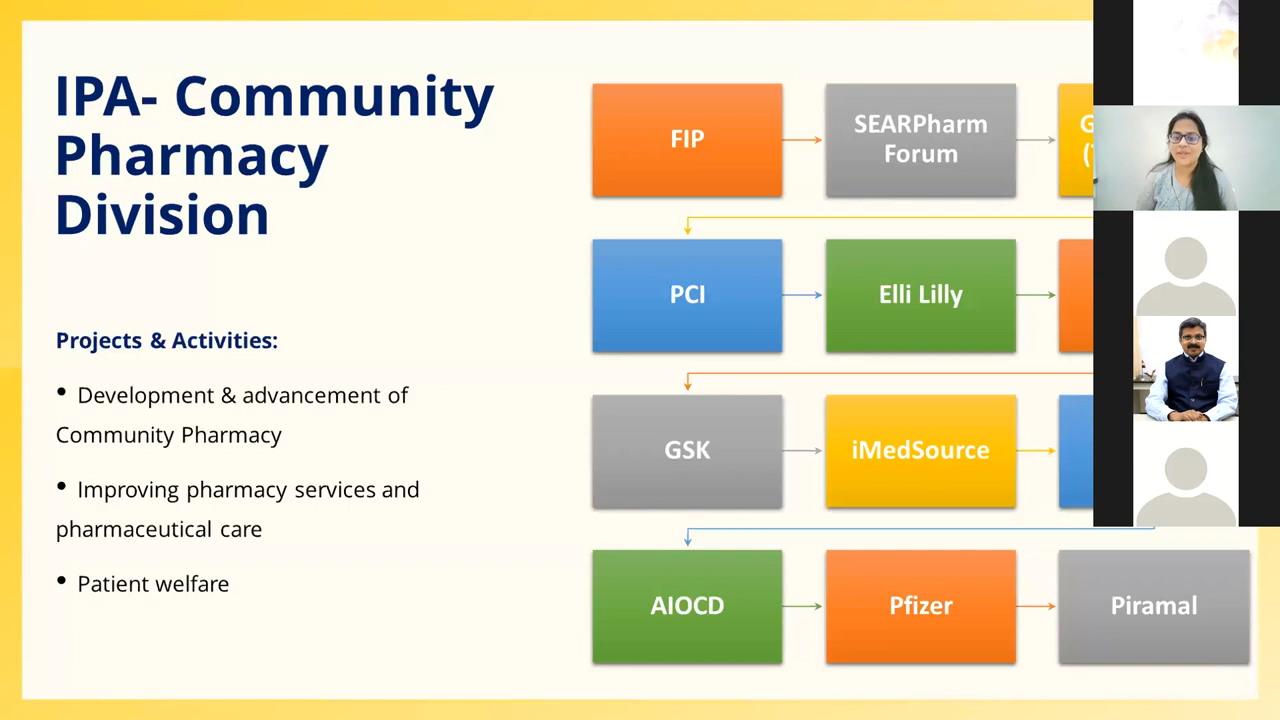 IPA- Community
Pharmacy
Division
Projects & Activities:
• Development & advancement of
Community Pharmacy
• Improving pharmacy services and
pharmaceutical care
• Patient welfare
FIP
SEARPharm
Forum
PCI
Elli Lilly
GSK
iMedSource
AIOCD
Pfizer
Piramal